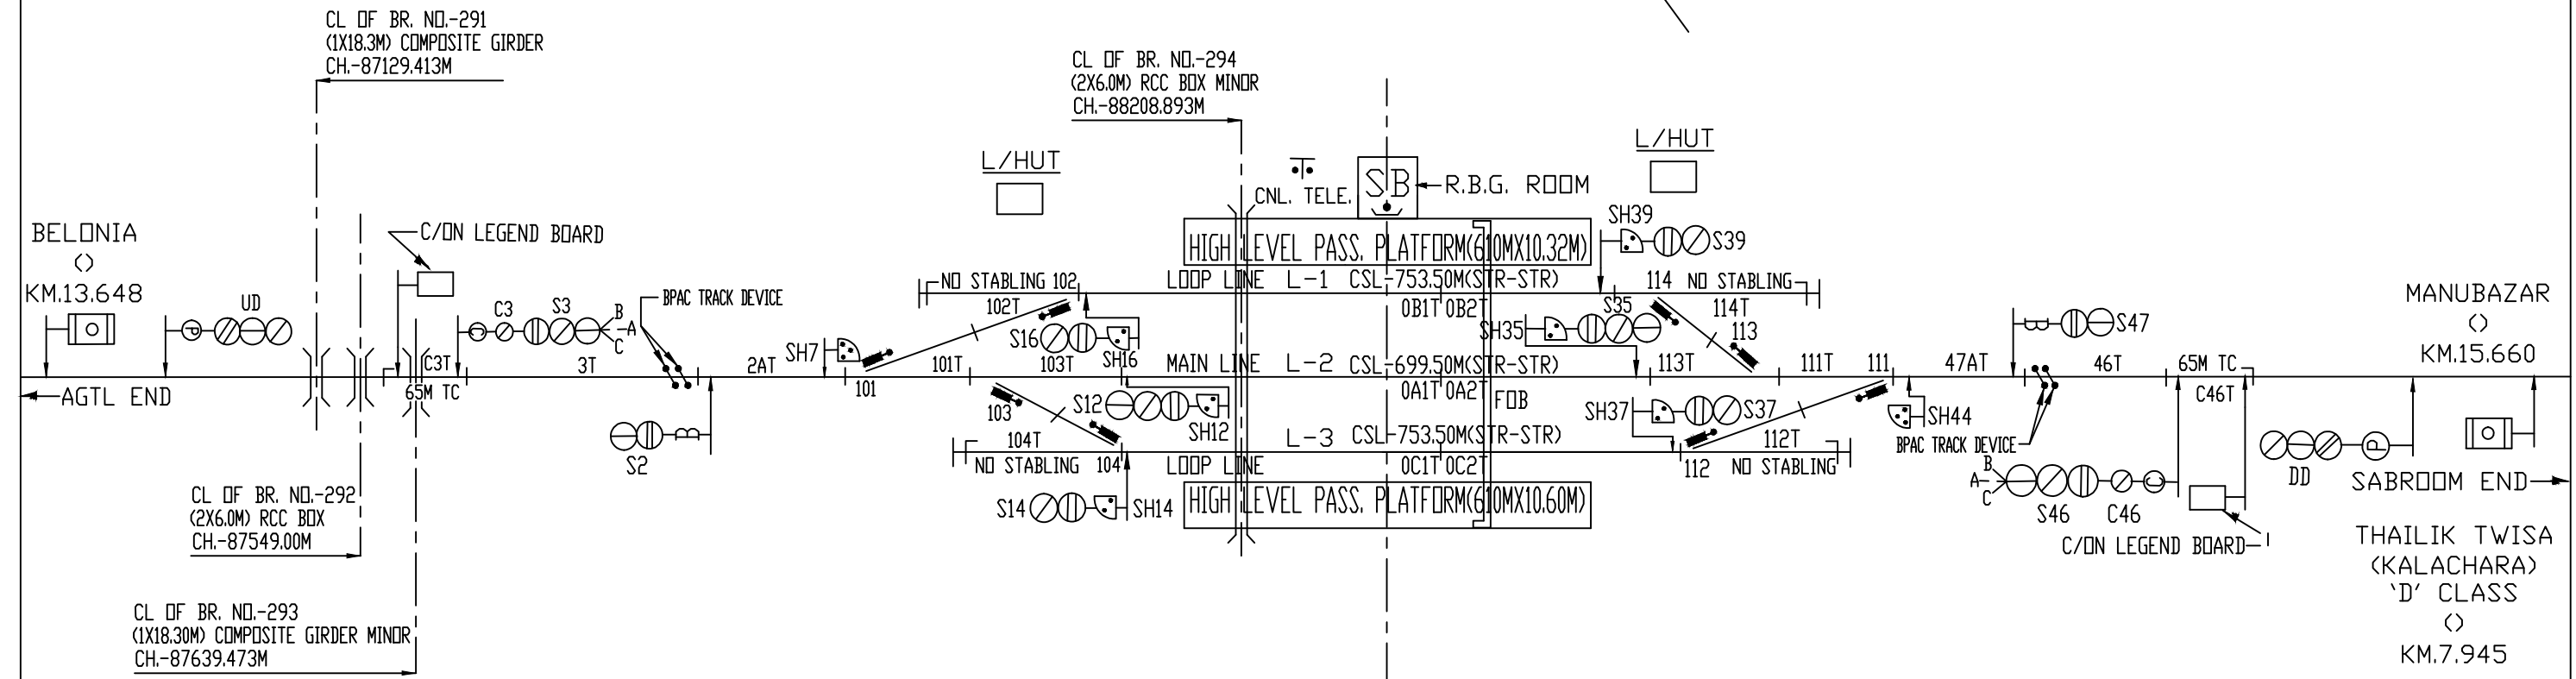 CL OF BR. NO.-291
(1X18.3M) COMPOSITE GIRDER
CH.-87129.413M
CL OF BR. NO.-294
(2X6.0M) RCC BOX MINOR
CH.-88208.893M
L/HUT
L/HUT
CNL. TELE.
SB
R.B.G. ROOM
BELONIA
()
KM.13.648
C/ON LEGEND BOARD
UD
P
C3
C
S3
B
A
C
BPAC TRACK DEVICE
HIGH LEVEL PASS. PLATFORM(610MX10.32M)
SH39
S39
NO STABLING 102
LOOP LINE L-1 CSL-753.50M(STR-STR)
114 NO STABLING
102T
0B1T 0B2T
S35
114T
MANUBAZAR
()
KM.15.660
SH7
S16
SH16
SH35
113
B
S47
C3T
65M TC
3T
2AT
101
101T
103T
MAIN LINE L-2 CSL-699.50M(STR-STR)
113T
111T
111
47AT
46T
65M TC
C46T
AGTL END
0A1T 0A2T
FOB
103
S12
SH12
SH37
S37
SH44
B
S2
104T
L-3 CSL-753.50M(STR-STR)
112T
BPAC TRACK DEVICE
NO STABLING 104
LOOP LINE
0C1T 0C2T
112 NO STABLING
P
DD
SABROOM END
B
A
C
S46
C46
C
C/ON LEGEND BOARD
HIGH LEVEL PASS. PLATFORM(610MX10.60M)
S14
SH14
CL OF BR. NO.-292
(2X6.0M) RCC BOX
CH.-87549.00M
THAILIK TWISA
(KALACHARA)
'D' CLASS
()
KM.7.945
CL OF BR. NO.-293
(1X18.30M) COMPOSITE GIRDER MINOR
CH.-87639.473M